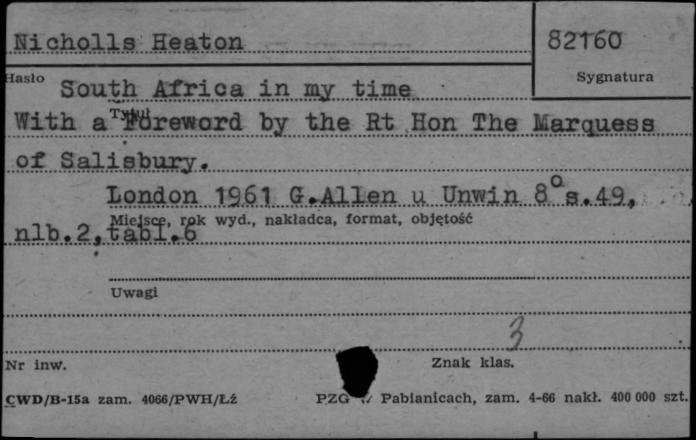 Nicholls Heaton
82160
Hasło
Sygnatura
South Africa in my time
Tytuł
With a Foreword by the Rt Hon The Marquess
of Salisbury.
London 1961 G.Allen u Unwin 8° s.49,
Miejsce, rok wyd., nakładca, format, objętość
nlb.2,tabl.6
Uwagi
3
Nr inw.
Znak klas.
CWD/B-15a zam. 4066/PWH/Łź
PZG w Pabianicach, zam. 4-66 nakł. 400 000 szt.